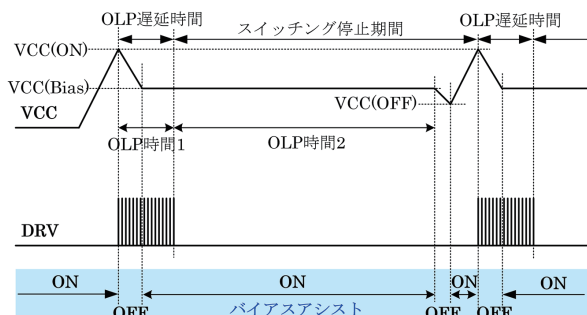 OLP遅延時間
スイッチング停止期間
OLP遅延時間
VCC(ON)
VCC(Bias)
VCC(OFF)
VCC
OLP時間1
OLP時間2
DRV
ON
ON
ON
ON
OFF
バイアスアシスト
OFF
OFF